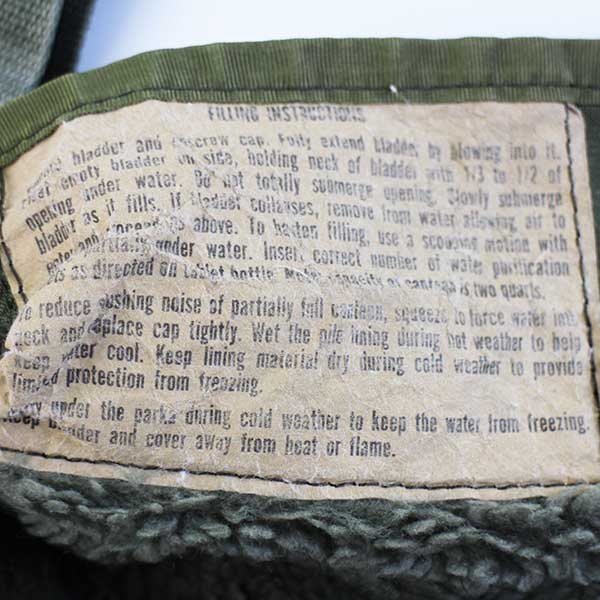 FILLING INSTRUCTIONS
bladder and unscrew cap. Fully extend bladder by blowing into it.
empty bladder on side, holding neck of bladder with 1/3 to 1/2 of
opening under water. Do not totally submerge opening. Slowly submerge
bladder as it fills. If bladder collapses, remove from water allowing air to
as above. To hasten filling, use a scooping motion with
partially under water. Insert correct number of water purification
as directed on tablet bottle. Note: capacity of canteen is two quarts.
To reduce sushing noise of partially full canteen, squeeze to force water into
neck and replace cap tightly. Wet the pile lining during hot weather to help
keep water cool. Keep lining material dry during cold weather to provide
limited protection from freezing.
Carry under the parka during cold weather to keep the water from freezing.
Keep bladder and cover away from heat or flame.